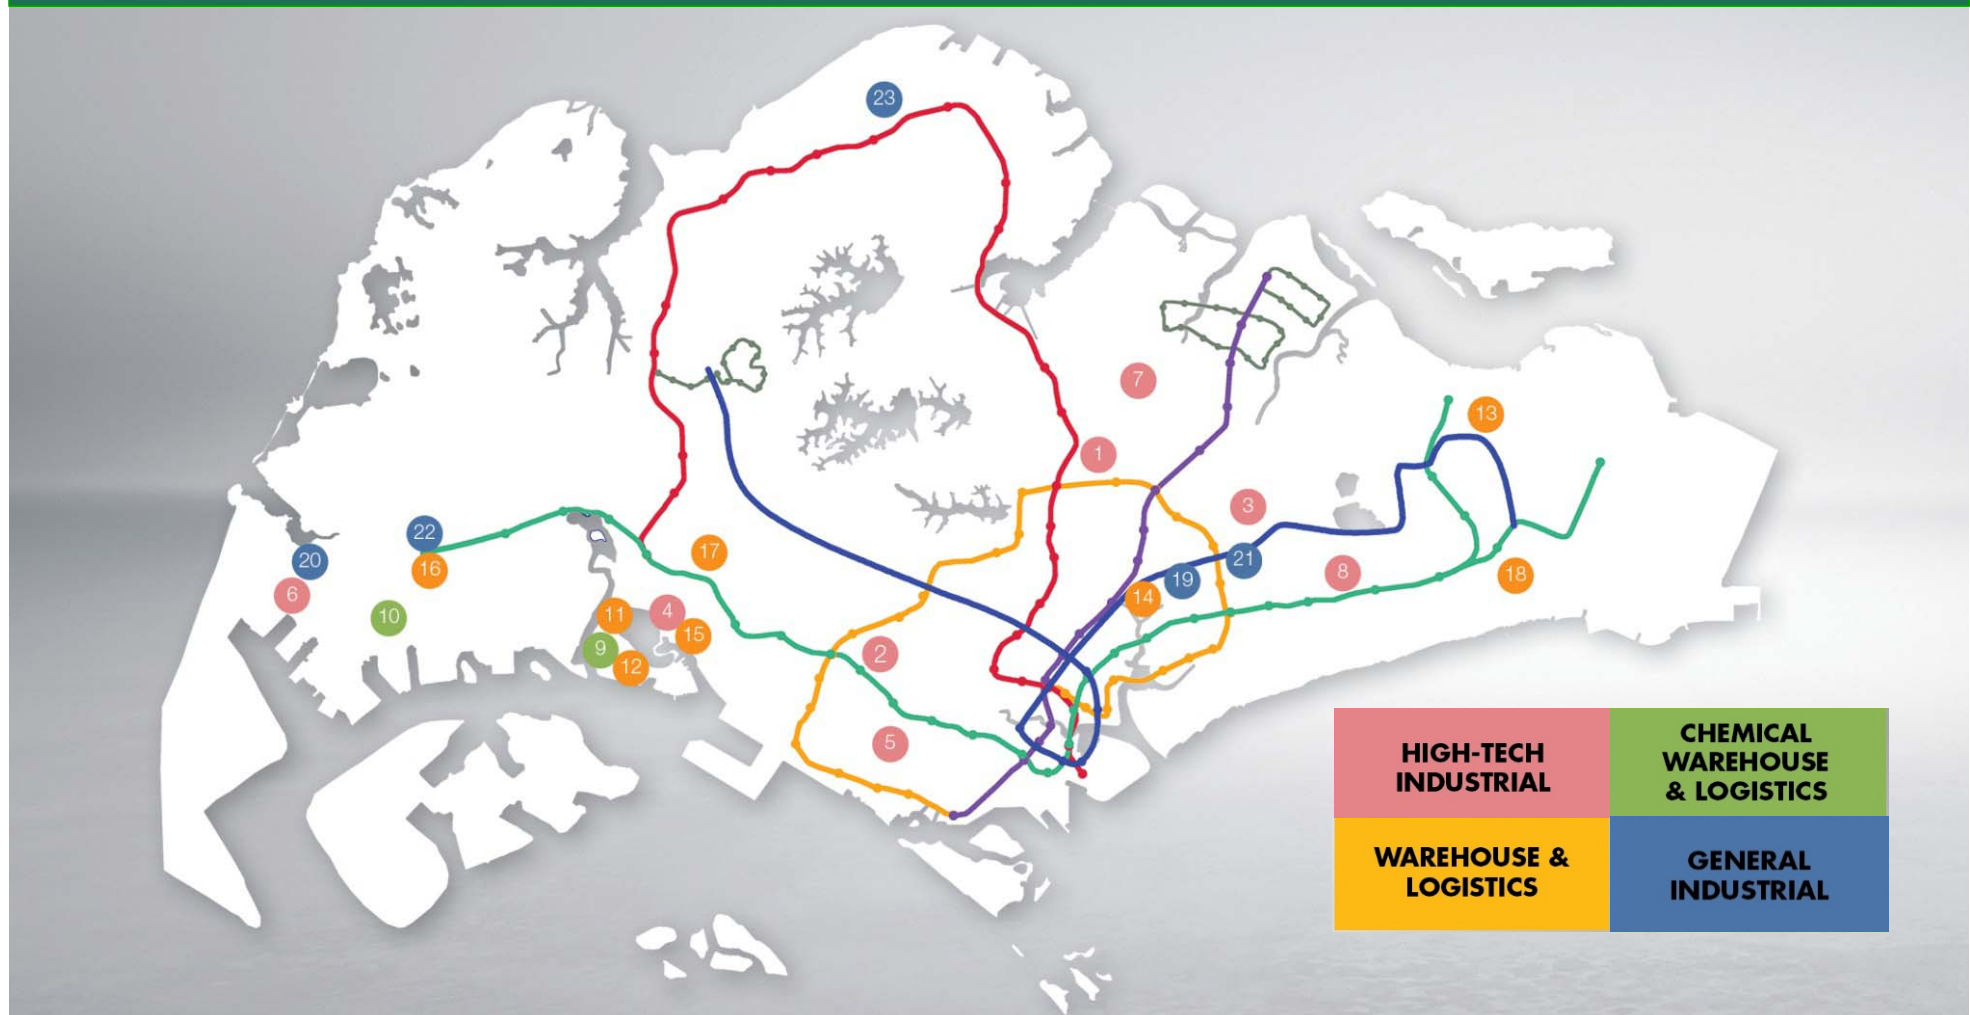 23
7
13
1
3
22
17
21
20
16
8
18
19
6
14
10
11
4
15
9
12
2
5
HIGH-TECH
INDUSTRIAL
CHEMICAL
WAREHOUSE
& LOGISTICS
WAREHOUSE &
LOGISTICS
GENERAL
INDUSTRIAL